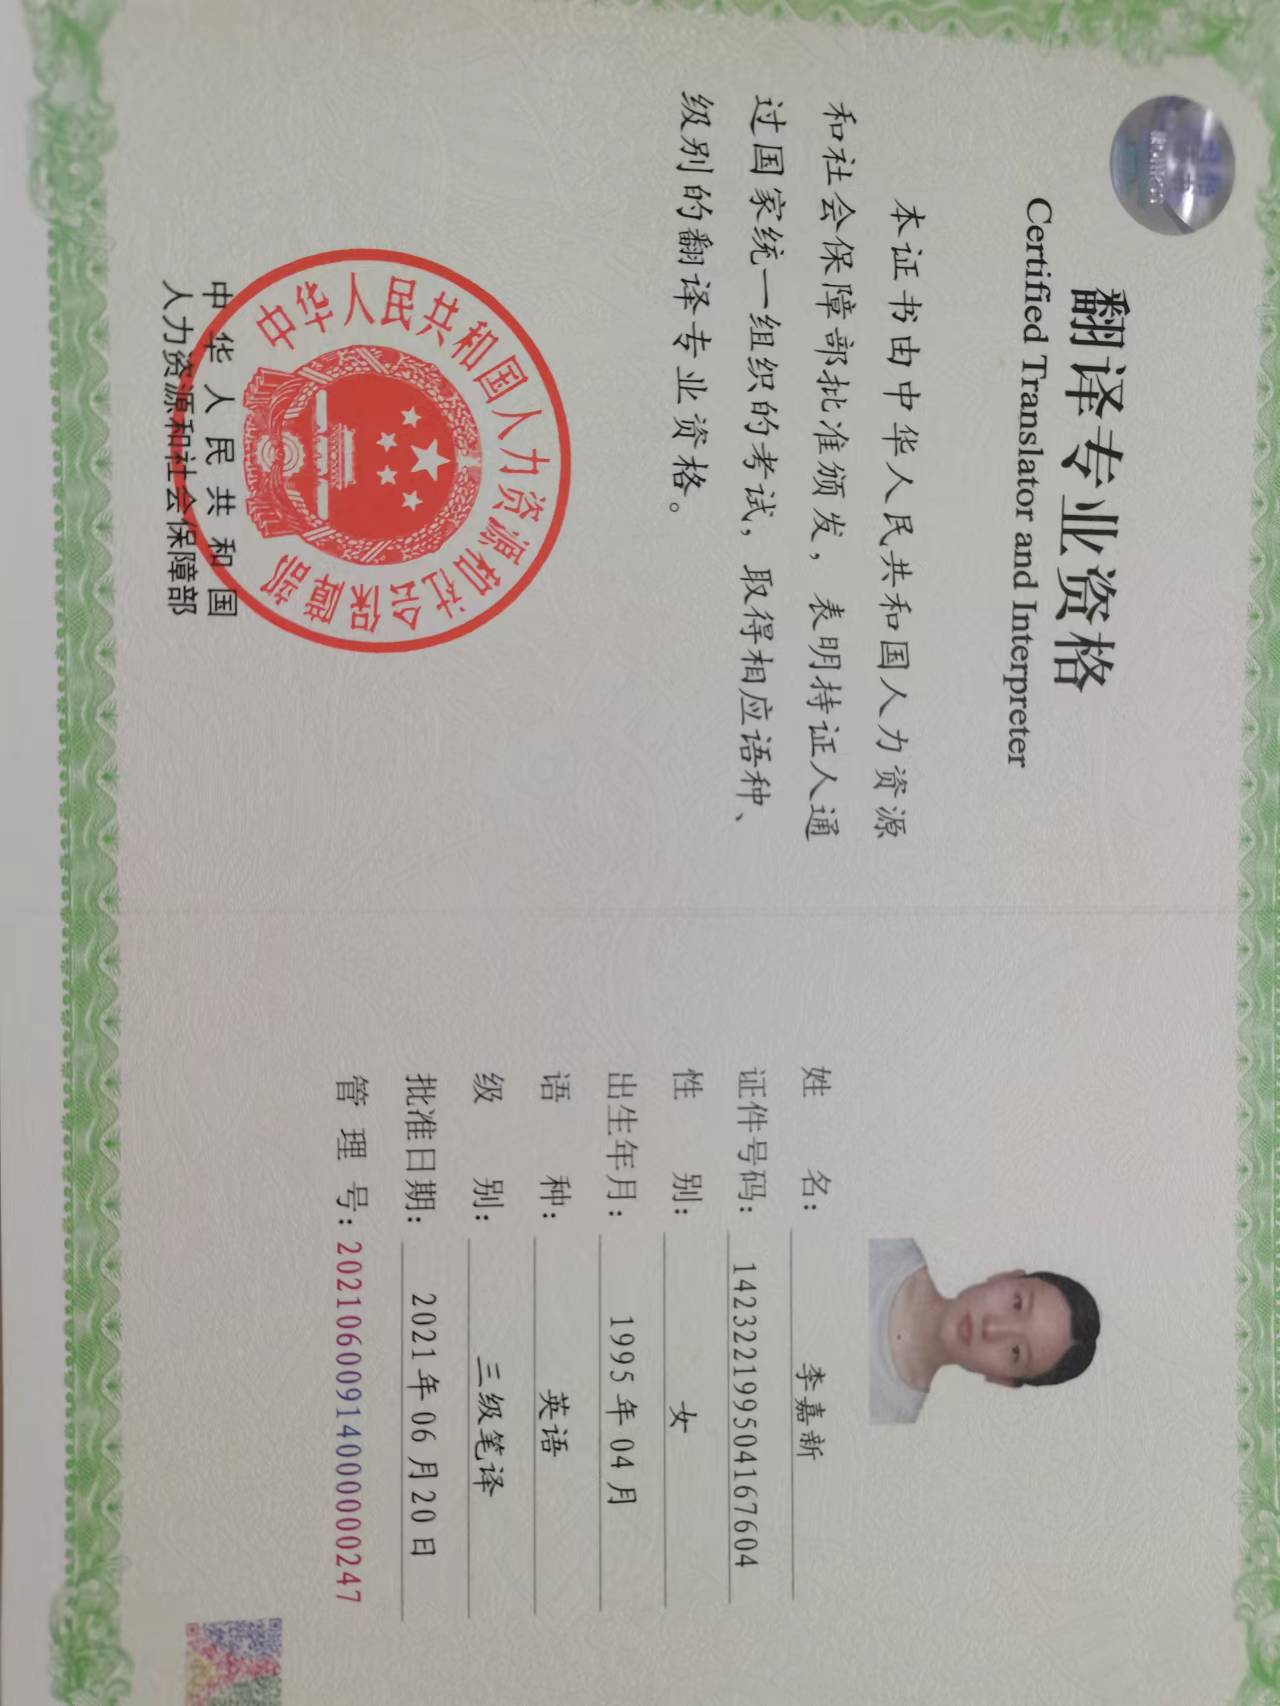 翻译专业资格
Certified Translator and Interpreter
本证书由中华人民共和国人力资源
和社会保障部批准颁发，表明持证人通
过国家统一组织的考试，取得相应语种、
级别的翻译专业资格。
中华人民共和国人力资源和社会保障部
中华人民共和国
人力资源和社会保障部
姓 名：李嘉新
证件号码：142322199504167604
性 别：女
出生年月：1995年04月
语 种：英语
级 别：三级笔译
批准日期：2021年06月20日
管 理 号：20210600914000000247